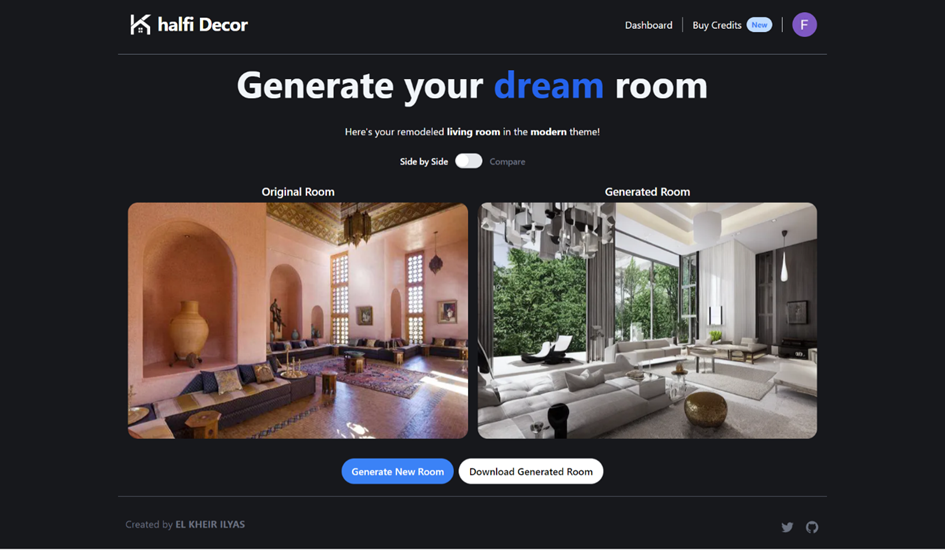 halfi Decor
Dashboard
Buy Credits New
F
Generate your dream room
Here's your remodeled living room in the modern theme!
Side by Side Compare
Original Room
Generated Room
Generate New Room
Download Generated Room
Created by EL KHEIR ILYAS